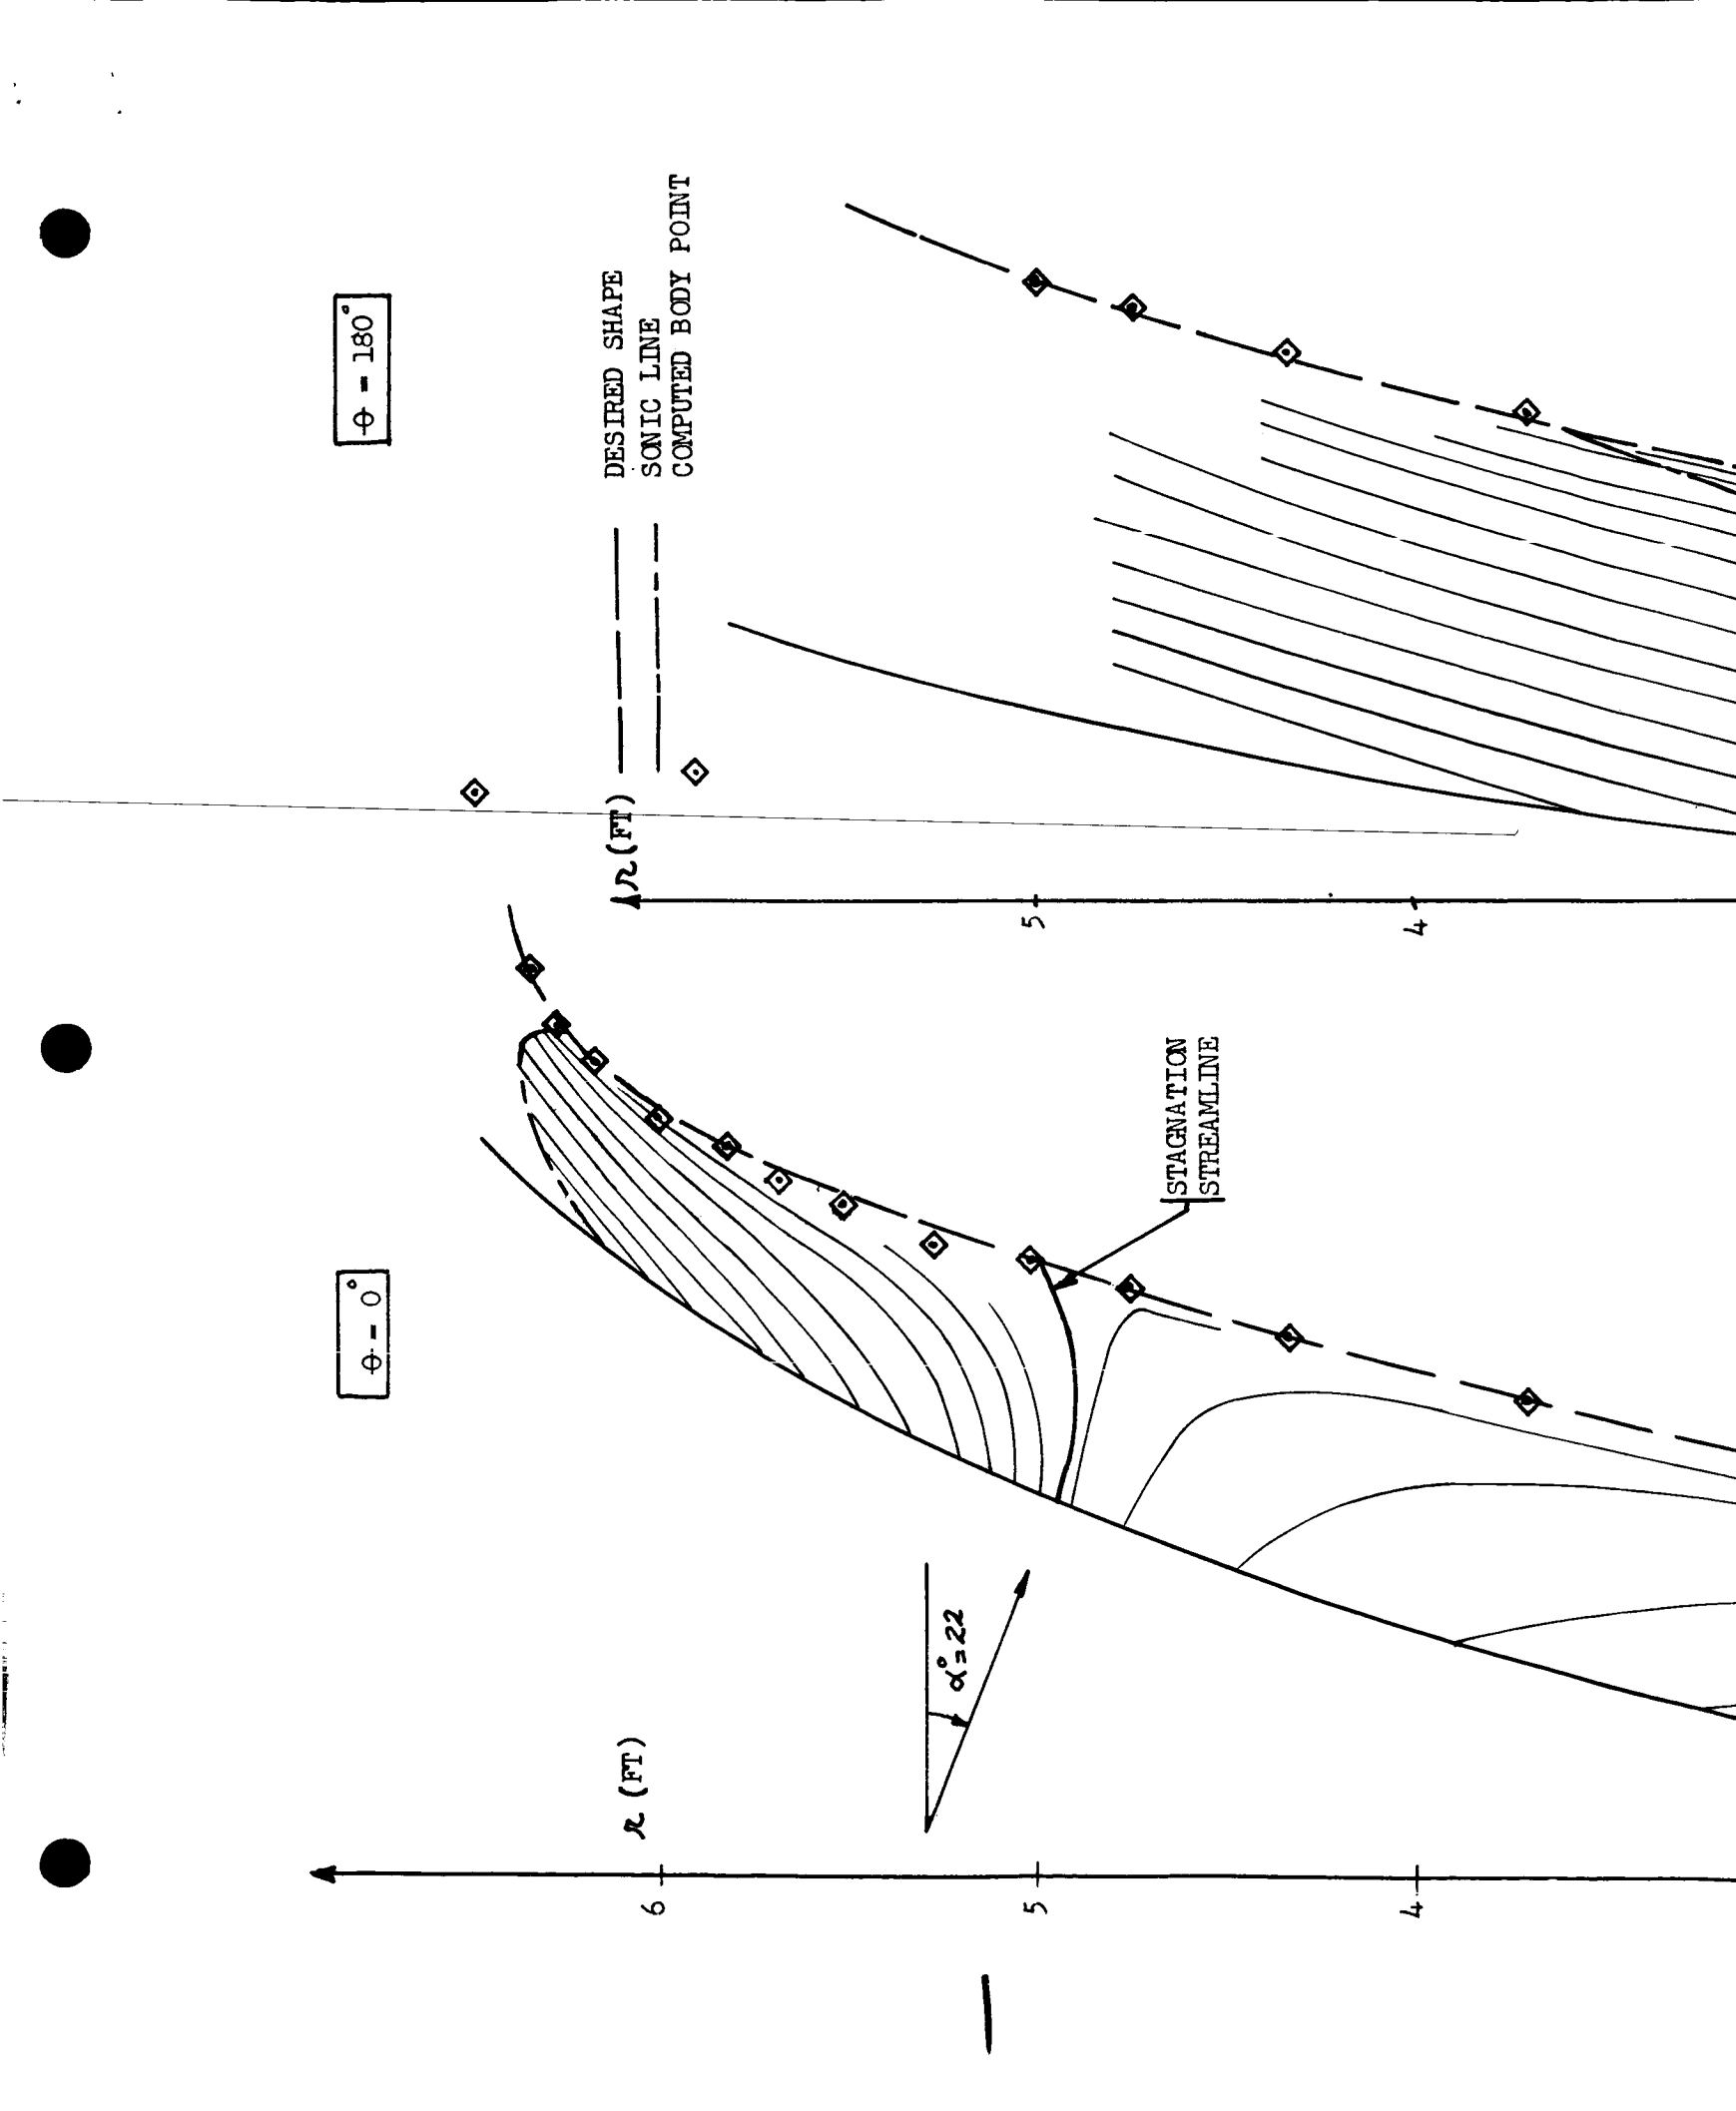 θ = 180°
DESIRED SHAPE
SONIC LINE
COMPUTED BODY POINT
r (FT)
5
4
θ = 0°
STAGNATION
STREAMLINE
α° = 22
r (FT)
6
5
4